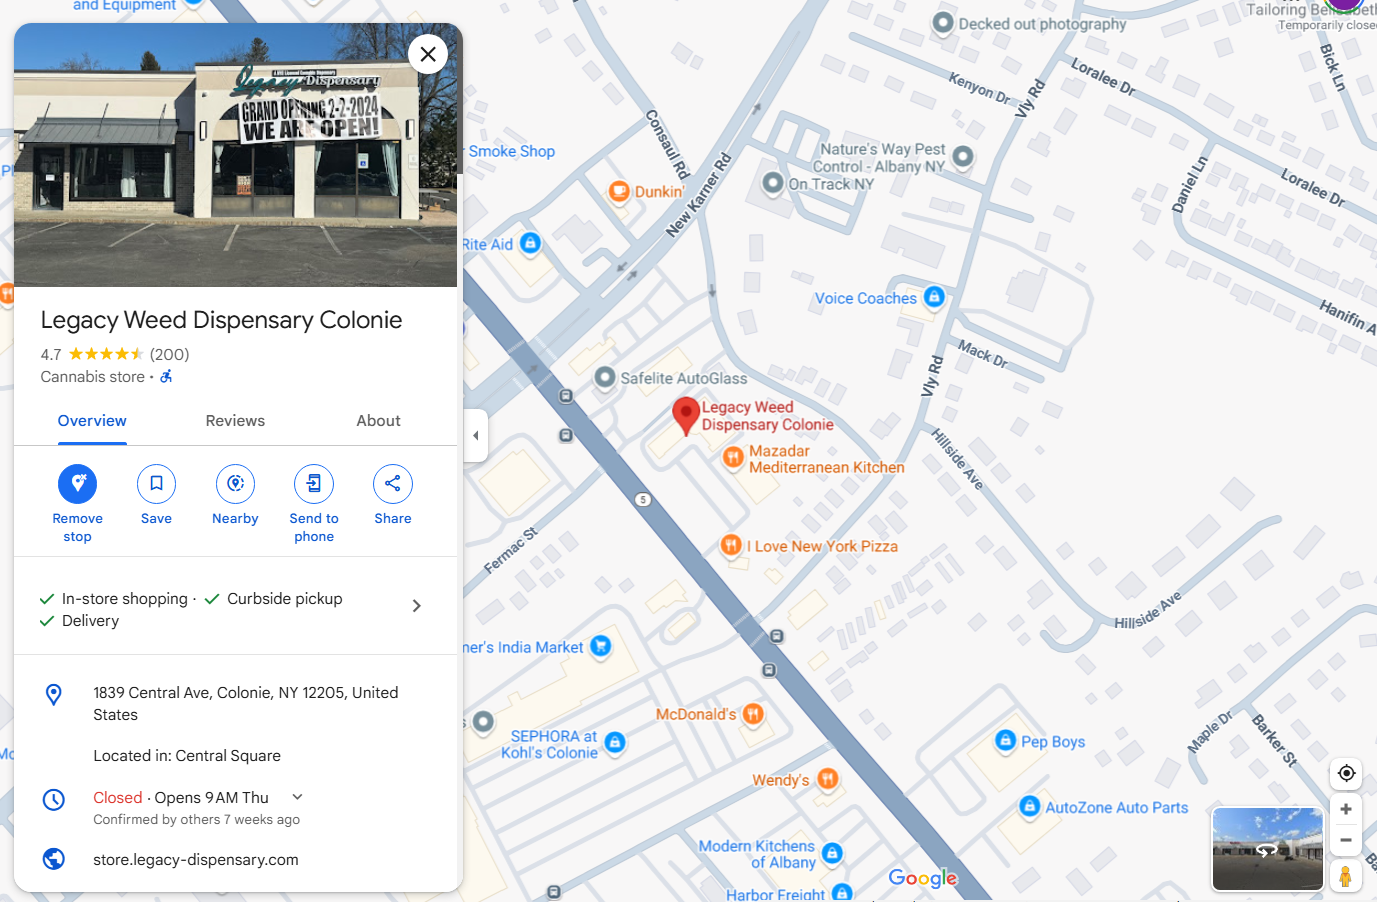 and Equipment
Legacy Dispensary
GRAND OPENING 2-2-2024
WE ARE OPEN!
Legacy Weed Dispensary Colonie
4.7
(200)
Cannabis store ·
Overview
Reviews
About
Remove
stop
Save
Nearby
Send to
phone
Share
In-store shopping ·
Curbside pickup
Delivery
1839 Central Ave, Colonie, NY 12205, United
States
Located in: Central Square
Closed · Opens 9 AM Thu
Confirmed by others 7 weeks ago
store.legacy-dispensary.com
Decked out photography
Temporarily close
Bick Ln
Kenyon Dr
Vly Rd
Loralee Dr
Consaul Rd
Smoke Shop
Nature's Way Pest
Control - Albany NY
On Track NY
Dunkin'
New Karner Rd
Daniel Ln
Loralee Dr
Rite Aid
Voice Coaches
Hanifin A
Mack Dr
Vly Rd
Safelite AutoGlass
Legacy Weed
Dispensary Colonie
Mazadar
Mediterranean Kitchen
Hillside Ave
5
Fermac St
I Love New York Pizza
Hillside Ave
ner's India Market
McDonald's
SEPHORA at
Kohl's Colonie
Pep Boys
Maple Dr
Barker St
Wendy's
AutoZone Auto Parts
Modern Kitchens
of Albany
Harbor Freight
Google